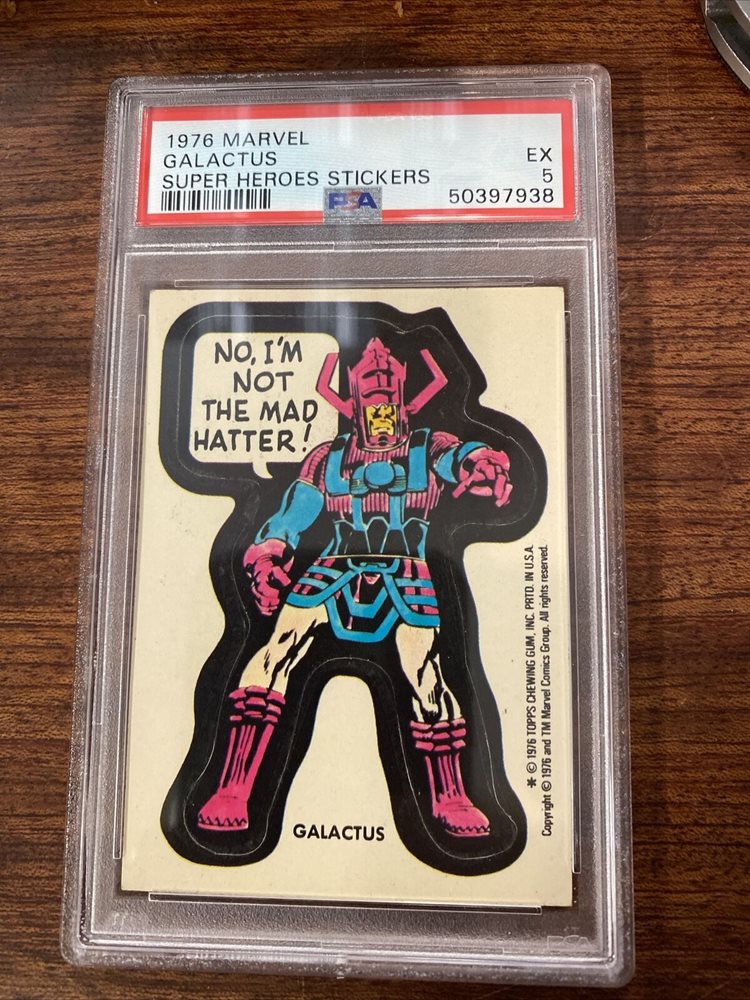 1976 MARVEL
GALACTUS
EX
SUPER HEROES STICKERS
5
PSA
50397938
NO, I'M
NOT
THE MAD
HATTER!
GALACTUS
* © 1976 TOPPS CHEWING GUM, INC. PRTD. IN U.S.A.
Copyright © 1976 and TM Marvel Comics Group. All rights reserved.
PSA